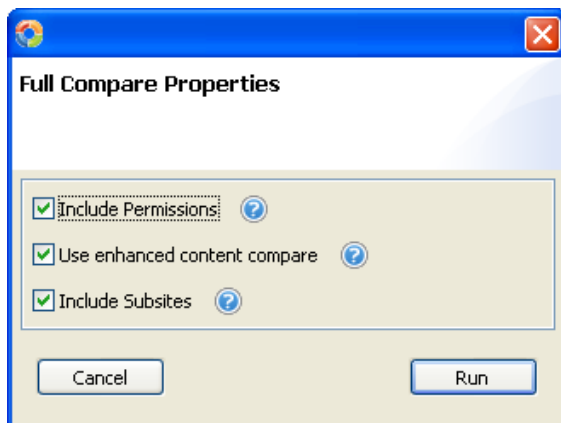 Full Compare Properties
Include Permissions ?
Use enhanced content compare ?
Include Subsites ?
Cancel Run